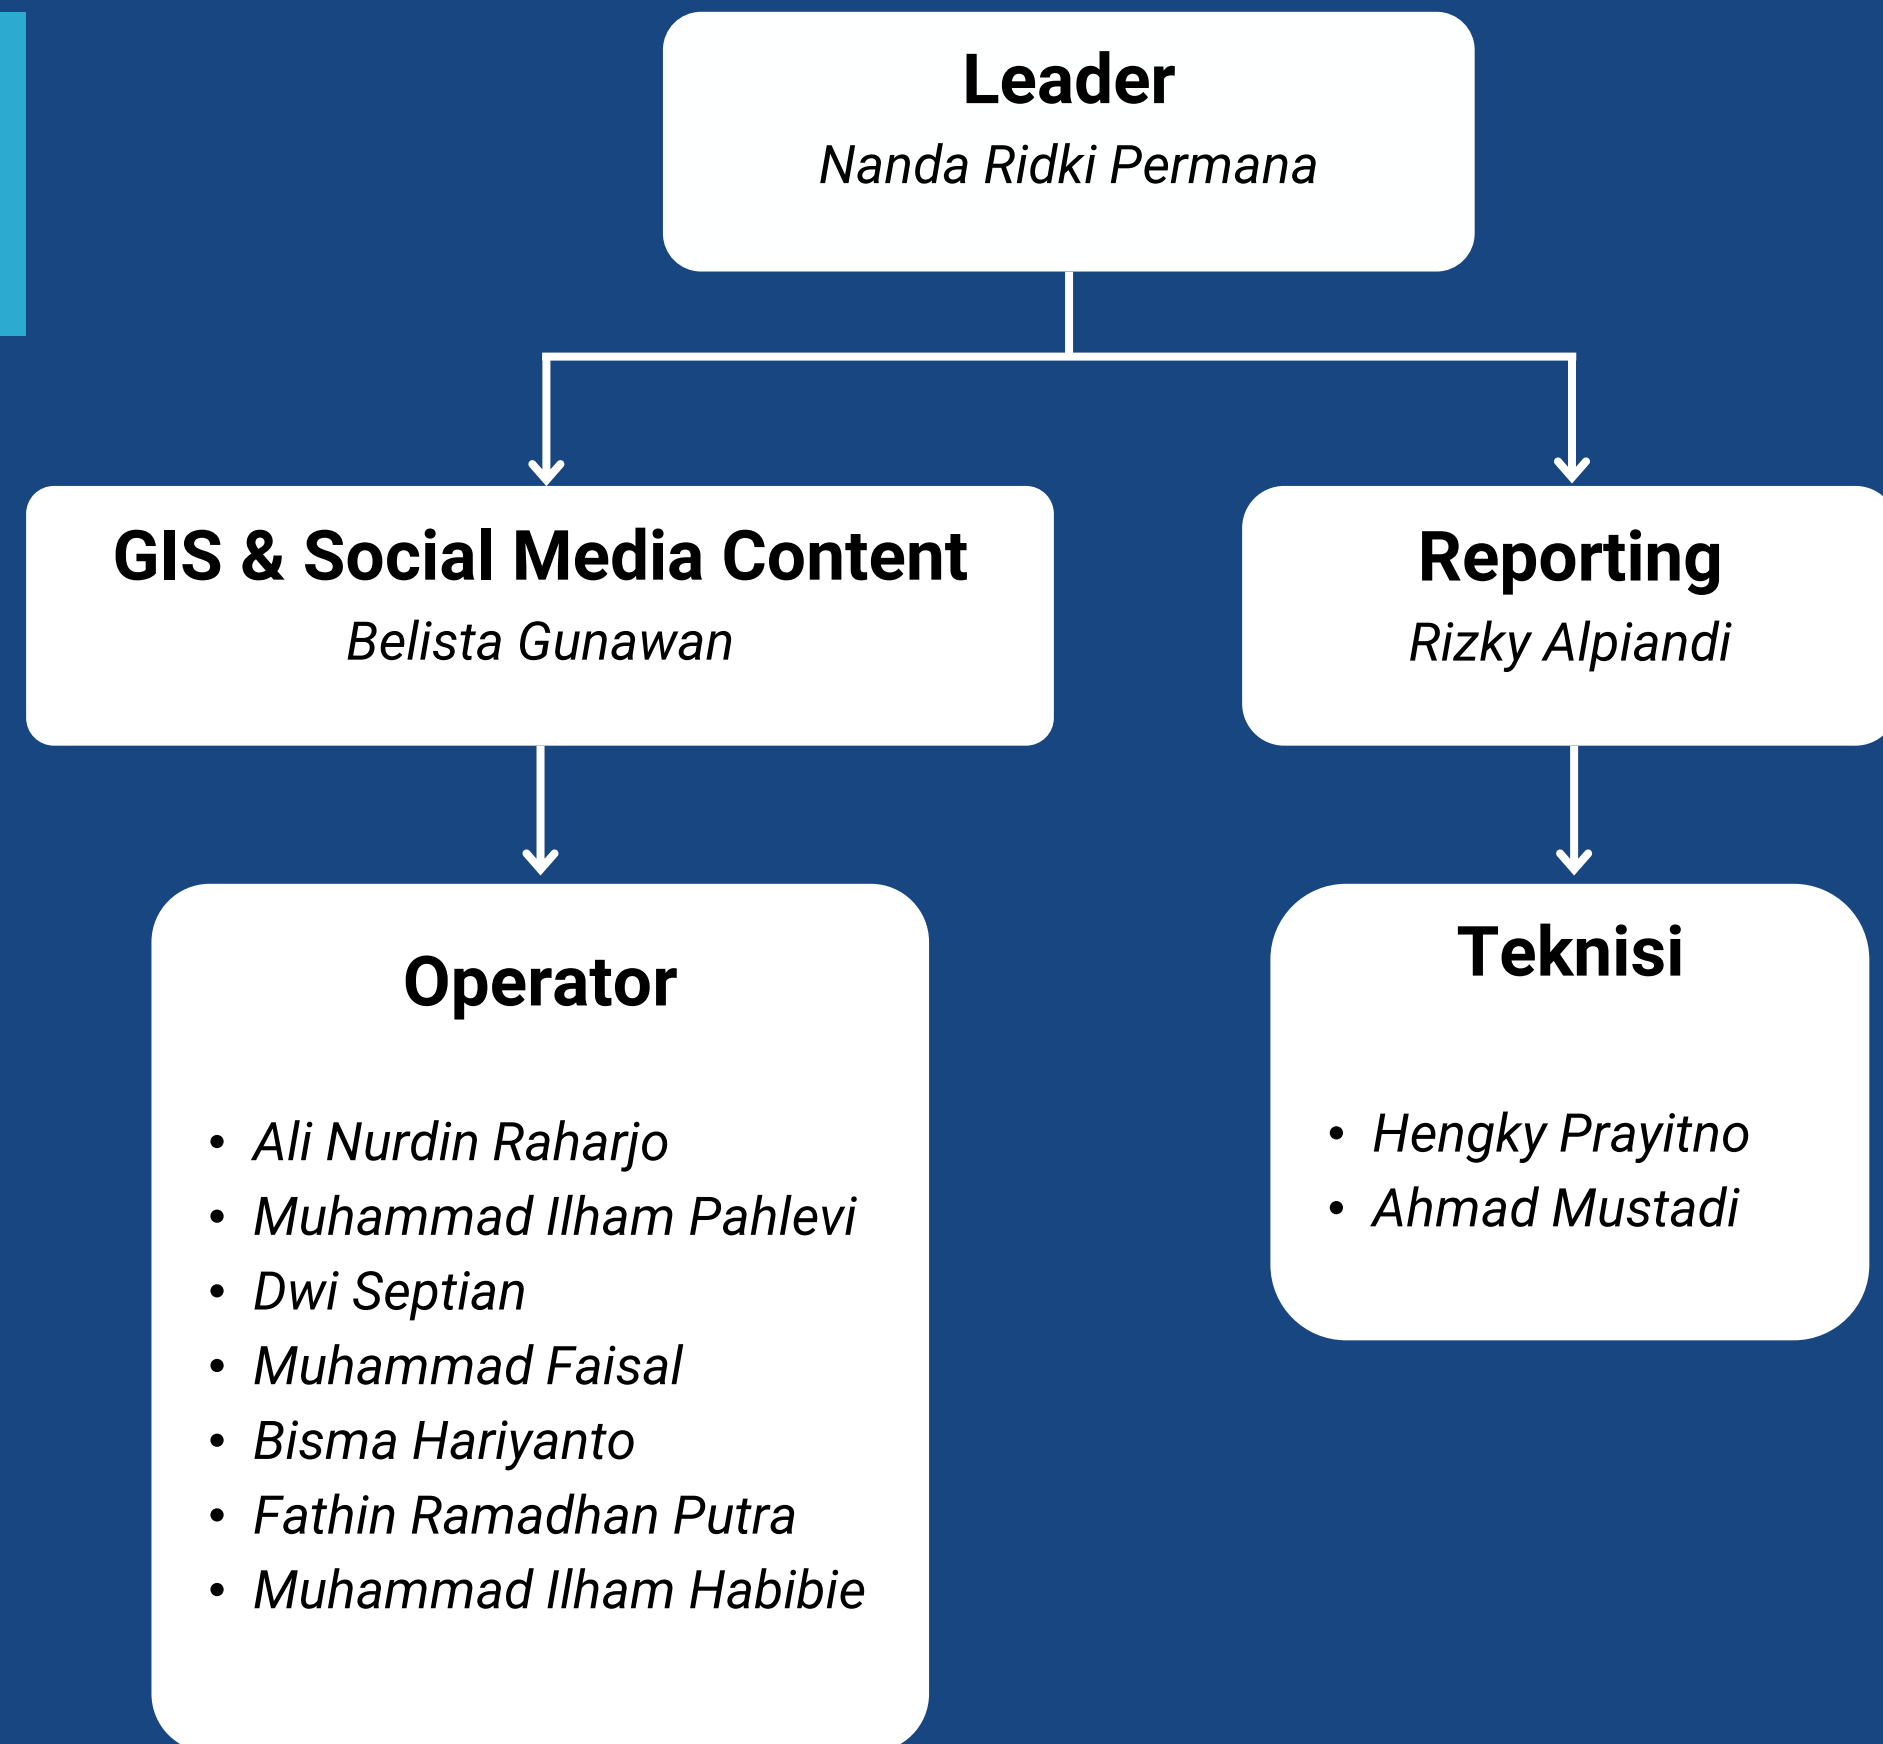 Leader
Nanda Ridki Permana
GIS & Social Media Content
Belista Gunawan
Reporting
Rizky Alpiandi
Operator
• Ali Nurdin Raharjo
• Muhammad Ilham Pahlevi
• Dwi Septian
• Muhammad Faisal
• Bisma Hariyanto
• Fathin Ramadhan Putra
• Muhammad Ilham Habibie
Teknisi
• Hengky Prayitno
• Ahmad Mustadi